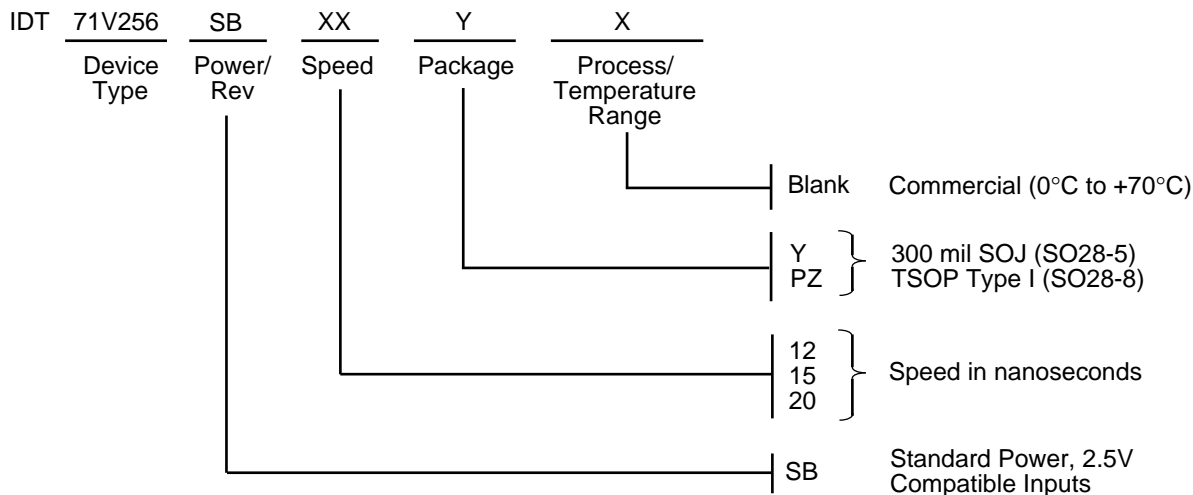 IDT 71V256 SB XX Y X
Device Type
Power/ Rev
Speed
Package
Process/ Temperature Range
Blank Commercial (0°C to +70°C)
Y 300 mil SOJ (SO28-5)
PZ TSOP Type I (SO28-8)
12
15 Speed in nanoseconds
20
SB Standard Power, 2.5V
Compatible Inputs